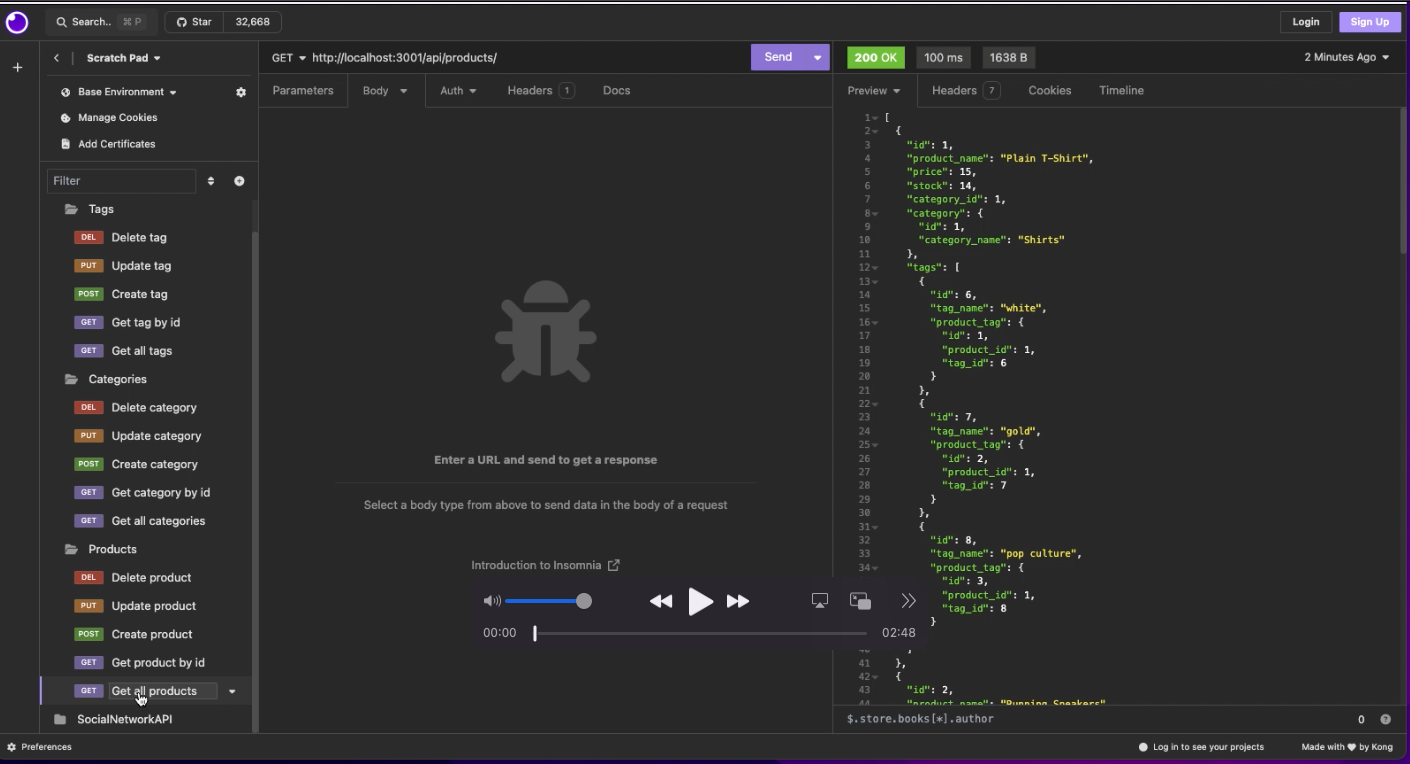 Search.. ⌘ P
Star 32,668
Login
Sign Up
Scratch Pad
Base Environment
Manage Cookies
Add Certificates
Filter
Tags
DEL Delete tag
PUT Update tag
POST Create tag
GET Get tag by id
GET Get all tags
Categories
DEL Delete category
PUT Update category
POST Create category
GET Get category by id
GET Get all categories
Products
DEL Delete product
PUT Update product
POST Create product
GET Get product by id
GET Get all products
SocialNetworkAPI
Preferences
GET http://localhost:3001/api/products/ Send
Parameters Body Auth Headers 1 Docs
Enter a URL and send to get a response
Select a body type from above to send data in the body of a request
Introduction to Insomnia
00:00 02:48
200 OK 100 ms 1638 B 2 Minutes Ago
Preview Headers 7 Cookies Timeline
1 [
2 {
3 "id": 1,
4 "product_name": "Plain T-Shirt",
5 "price": 15,
6 "stock": 14,
7 "category_id": 1,
8 "category": {
9 "id": 1,
10 "category_name": "Shirts"
11 },
12 "tags": [
13 {
14 "id": 6,
15 "tag_name": "white",
16 "product_tag": {
17 "id": 1,
18 "product_id": 1,
19 "tag_id": 6
20 }
21 },
22 {
23 "id": 7,
24 "tag_name": "gold",
25 "product_tag": {
26 "id": 2,
27 "product_id": 1,
28 "tag_id": 7
29 }
30 },
31 {
32 "id": 8,
33 "tag_name": "pop culture",
34 "product_tag": {
"id": 3,
"product_id": 1,
"tag_id": 8
}
40 ]
41 },
42 {
43 "id": 2,
44 "product_name": "Running Sneakers"
$.store.books[*].author 0
Log in to see your projects
Made with ♥ by Kong